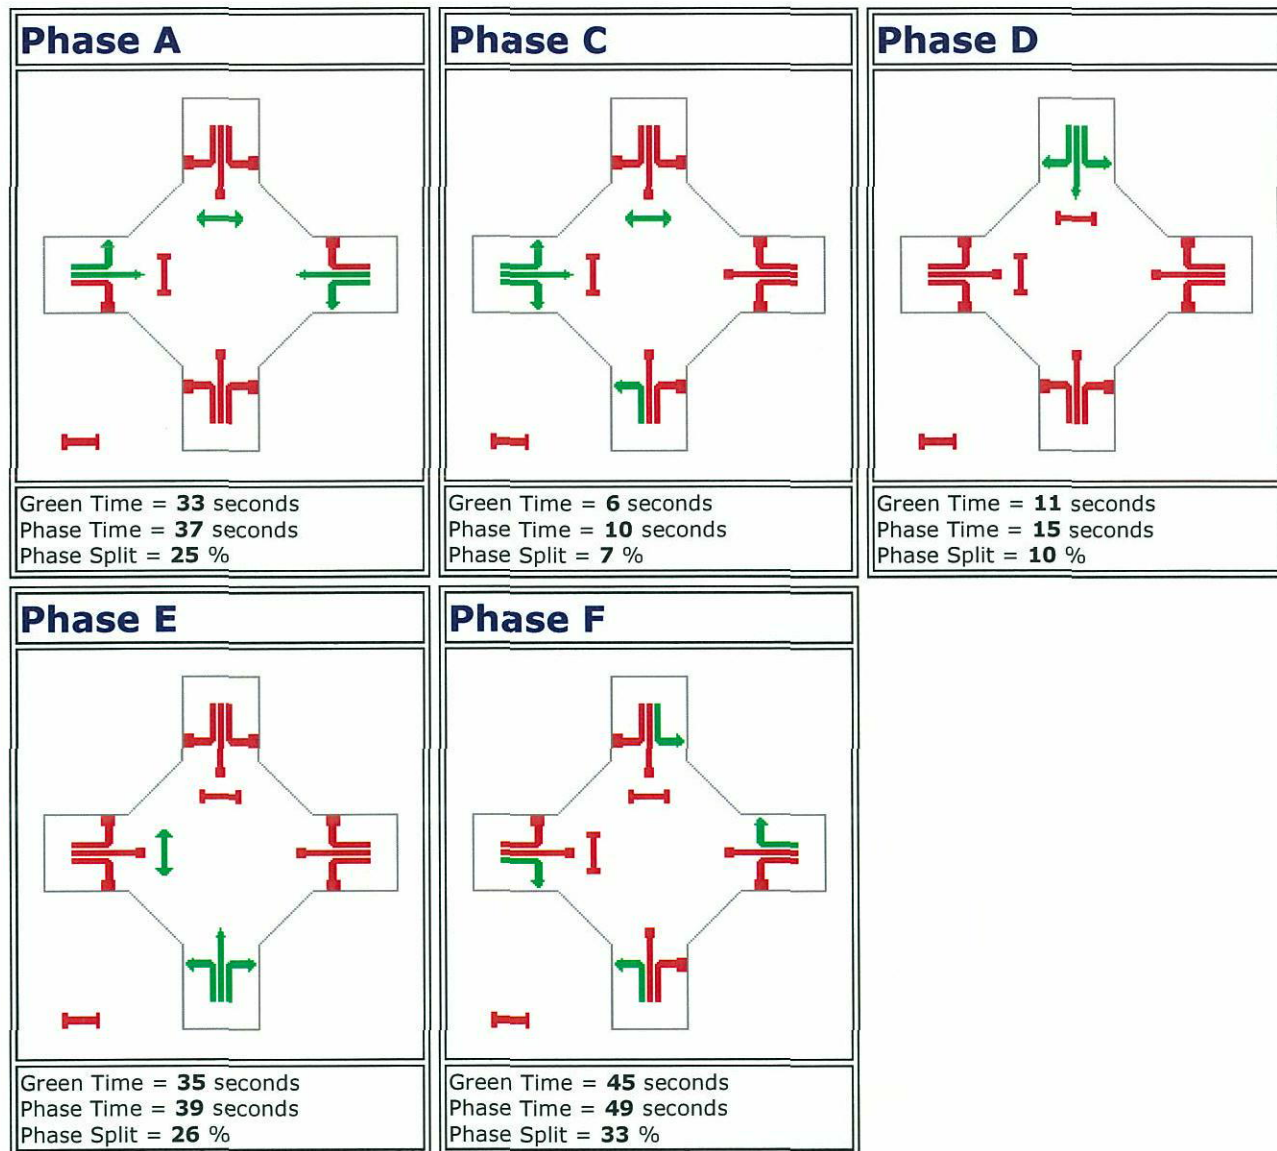 Phase A
Green Time = 33 seconds
Phase Time = 37 seconds
Phase Split = 25 %
Phase C
Green Time = 6 seconds
Phase Time = 10 seconds
Phase Split = 7 %
Phase D
Green Time = 11 seconds
Phase Time = 15 seconds
Phase Split = 10 %
Phase E
Green Time = 35 seconds
Phase Time = 39 seconds
Phase Split = 26 %
Phase F
Green Time = 45 seconds
Phase Time = 49 seconds
Phase Split = 33 %